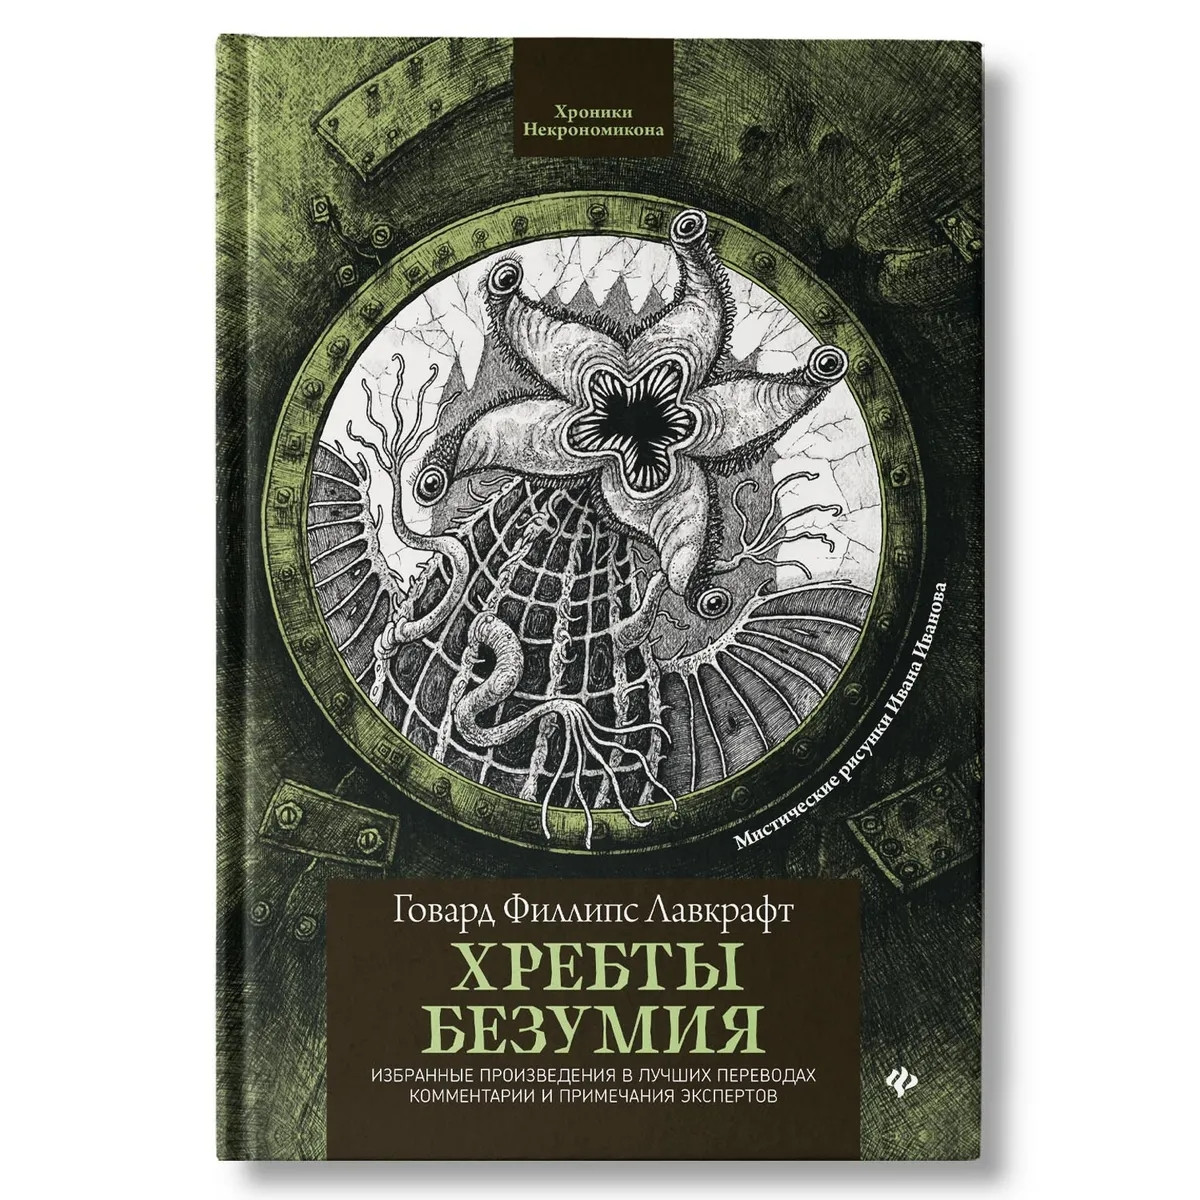 Хроники
Некрономикона
Мистические рисунки Ивана Иванова
Говард Филлипс Лавкрафт
ХРЕБТЫ
БЕЗУМИЯ
ИЗБРАННЫЕ ПРОИЗВЕДЕНИЯ В ЛУЧШИХ ПЕРЕВОДАХ
КОММЕНТАРИИ И ПРИМЕЧАНИЯ ЭКСПЕРТОВ